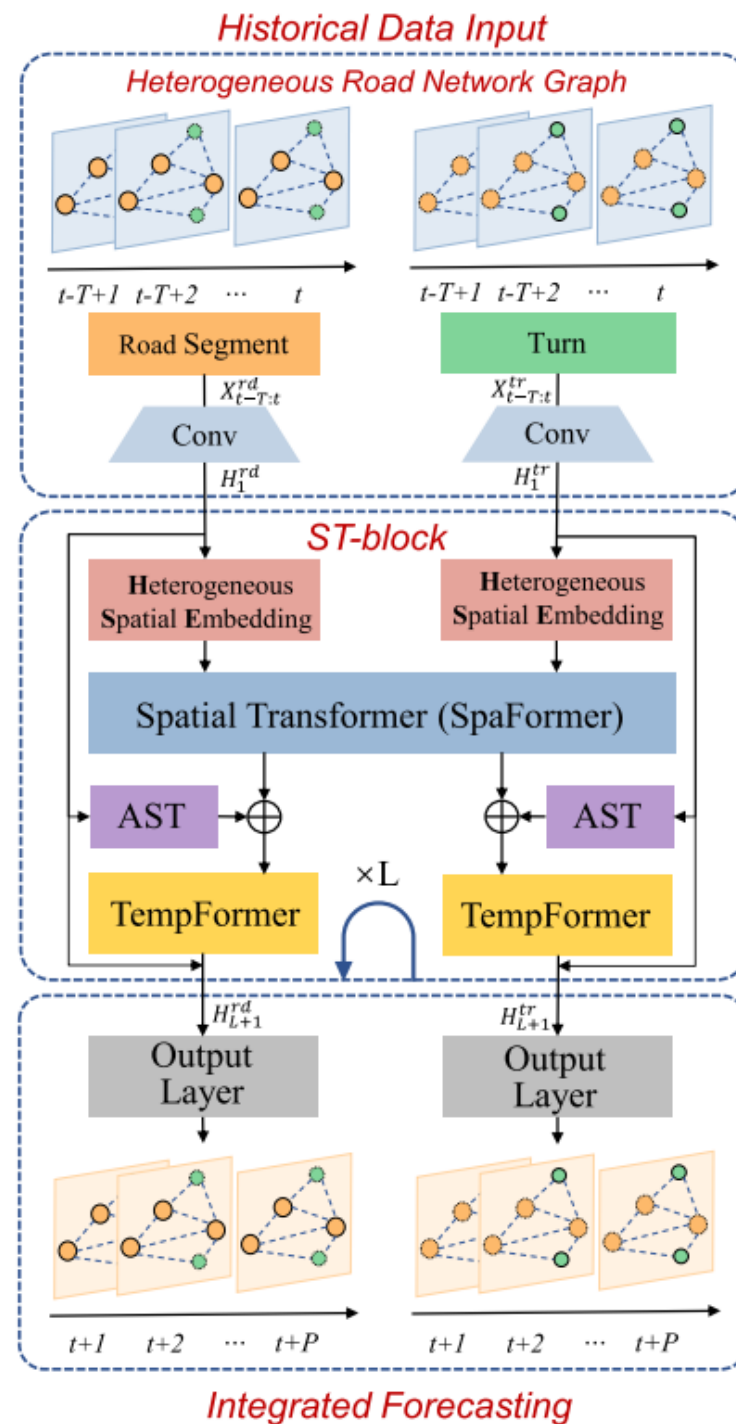 Historical Data Input
Heterogeneous Road Network Graph
t-T+1 t-T+2 ... t
t-T+1 t-T+2 ... t
Road Segment
Turn
X^{rd}_{t-T:t}
X^{tr}_{t-T:t}
Conv
Conv
H^{rd}_1
H^{tr}_1
ST-block
Heterogeneous
Spatial Embedding
Heterogeneous
Spatial Embedding
Spatial Transformer (SpaFormer)
AST
AST
×L
TempFormer
TempFormer
H^{rd}_{L+1}
H^{tr}_{L+1}
Output
Layer
Output
Layer
t+1 t+2 ... t+P
t+1 t+2 ... t+P
Integrated Forecasting